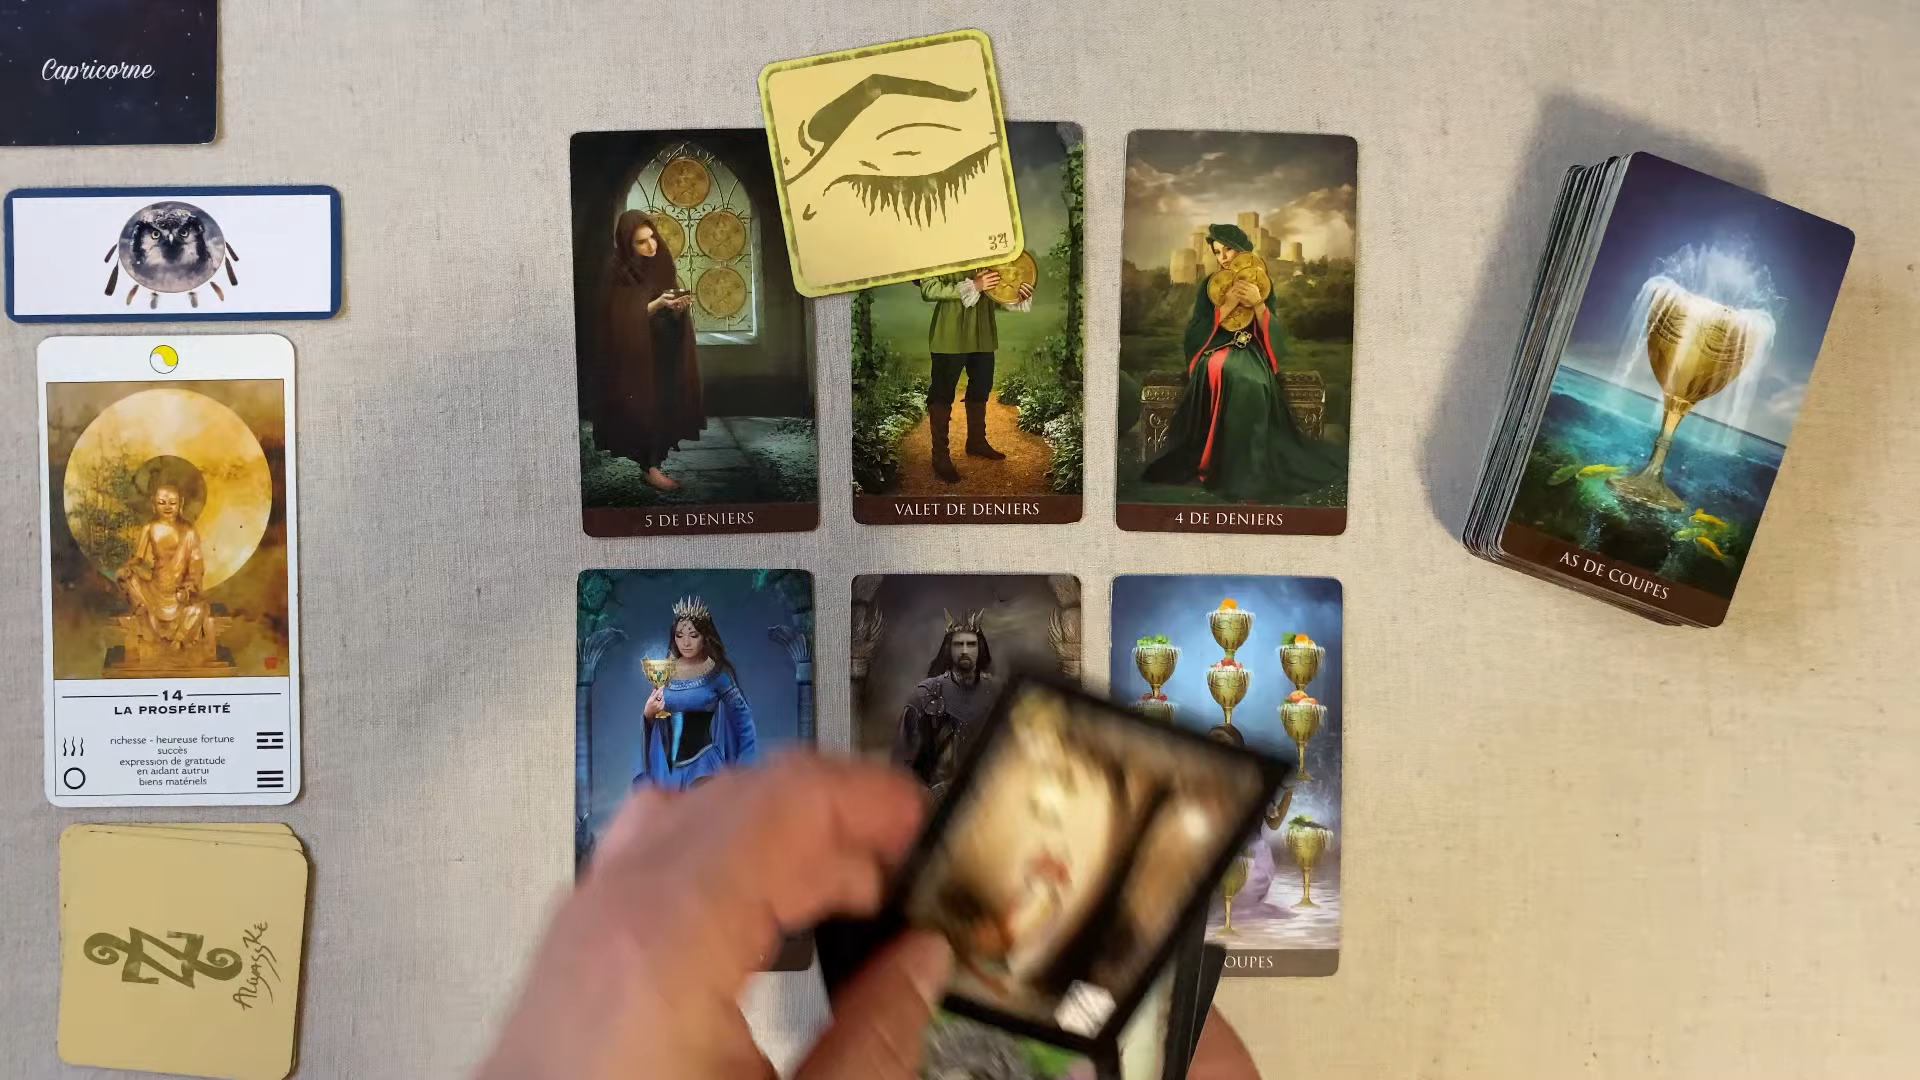 Capricorne
34
5 DE DENIERS
VALET DE DENIERS
4 DE DENIERS
AS DE COUPES
14
LA PROSPÉRITÉ
richesse - heureuse fortune
succès
expression de gratitude
en aidant autrui
biens matériels
OUPES